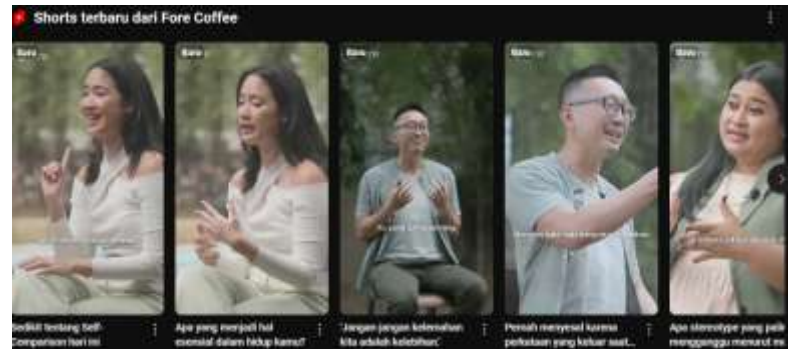 Shorts terbaru dari Fore Coffee
Baru
Baru
Baru
Baru
Sedikit tentang Self-
Comparison hari ini
Apa yang menjadi hal
esensial dalam hidup kamu?
"Jangan jangan kelemahan
kita adalah kelebihan."
Pernah menyesal karena
perkataan yang keluar saat...
Apa stereotype yang palin
mengganggu menurut m